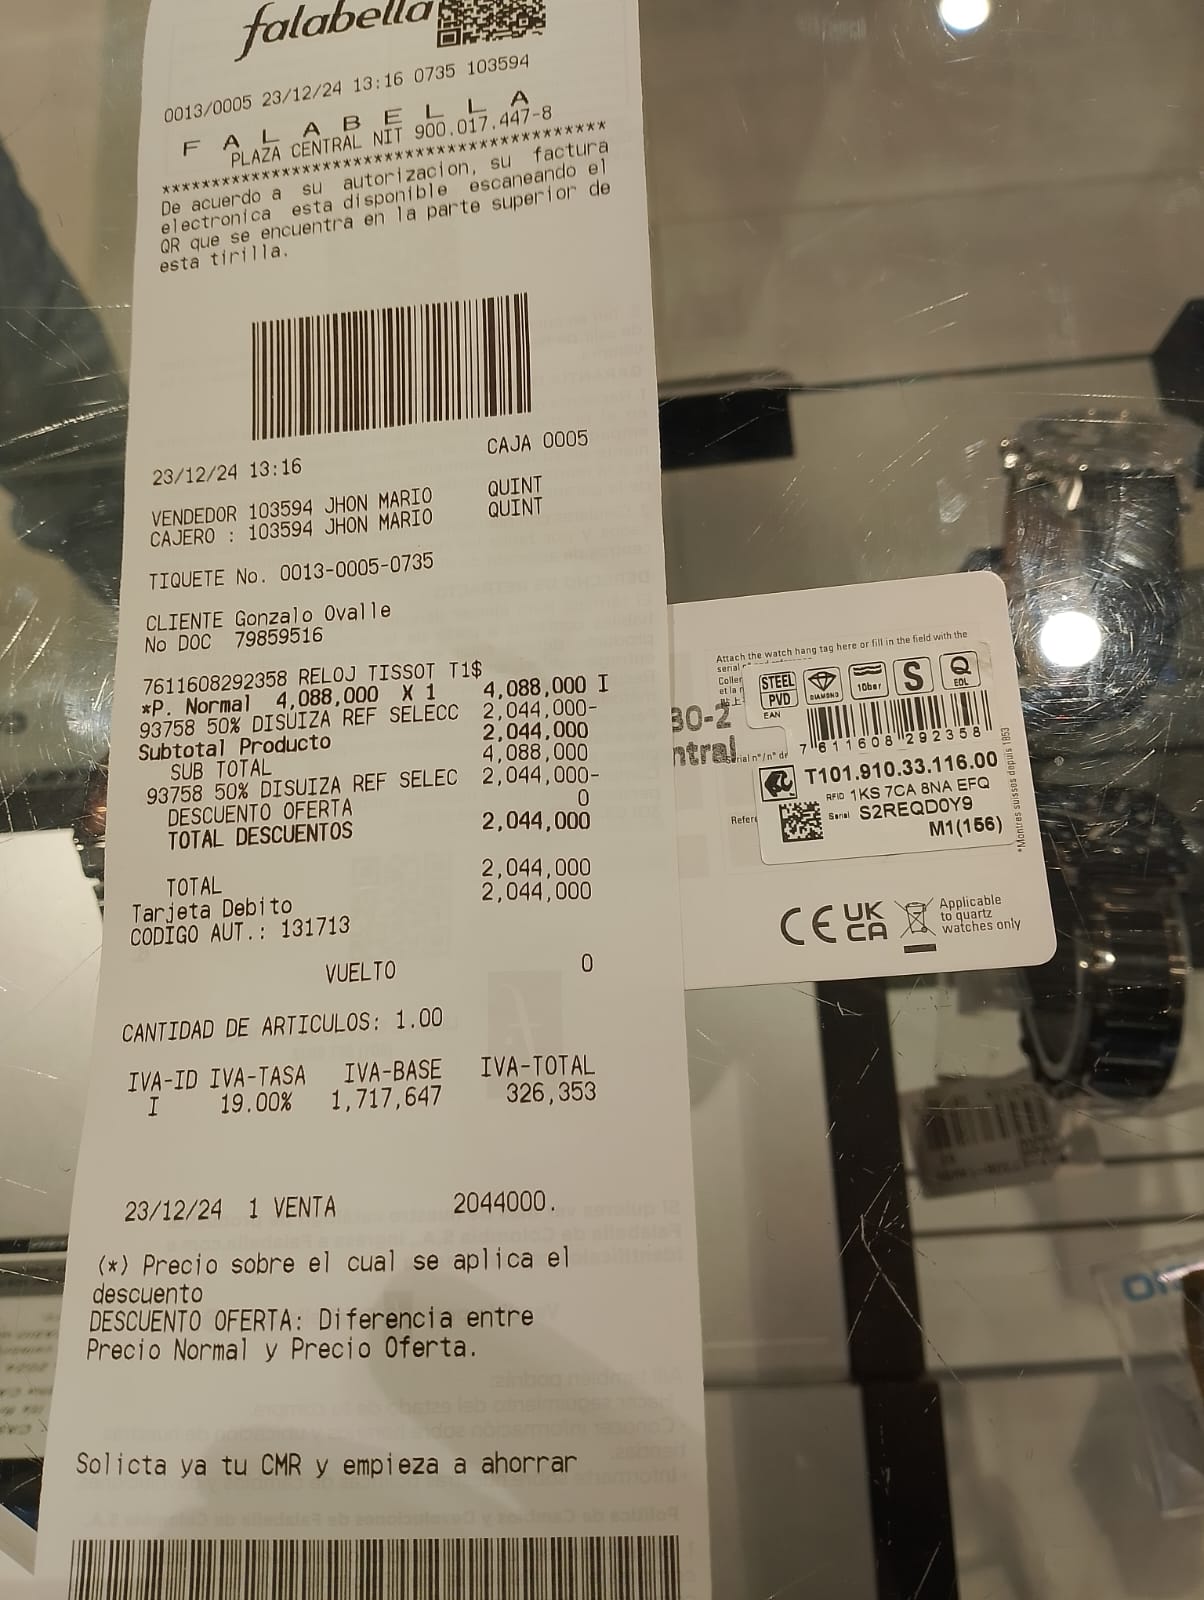 falabella
0013/0005 23/12/24 13:16 0735 103594
F A L A B E L L A
PLAZA CENTRAL NIT 900.017.447-8
****************************************
De acuerdo a su autorizacion, su factura
electronica esta disponible escaneando el
QR que se encuentra en la parte superior de
esta tirilla.
23/12/24 13:16 CAJA 0005
VENDEDOR 103594 JHON MARIO QUINT
CAJERO : 103594 JHON MARIO QUINT
TIQUETE No. 0013-0005-0735
CLIENTE Gonzalo Ovalle
No DOC 79859516
7611608292358 RELOJ TISSOT T1$
*P. Normal 4,088,000 X 1 4,088,000 I
93758 50% DISUIZA REF SELECC 2,044,000-
Subtotal Producto 2,044,000
SUB TOTAL 4,088,000
93758 50% DISUIZA REF SELEC 2,044,000-
DESCUENTO OFERTA 0
TOTAL DESCUENTOS 2,044,000
TOTAL 2,044,000
Tarjeta Debito 2,044,000
CODIGO AUT.: 131713
VUELTO 0
CANTIDAD DE ARTICULOS: 1.00
IVA-ID IVA-TASA IVA-BASE IVA-TOTAL
I 19.00% 1,717,647 326,353
23/12/24 1 VENTA 2044000.
(*) Precio sobre el cual se aplica el
descuento
DESCUENTO OFERTA: Diferencia entre
Precio Normal y Precio Oferta.
Solicta ya tu CMR y empieza a ahorrar
Attach the watch hang tag here or fill in the field with the
serial
STEEL
PVD
DIAMOND
10bar
S
Q
EOL
EAN
7 611608 292358
30-2
ntral
T101.910.33.116.00
RFID 1KS 7CA 8NA EFQ
Serial S2REQD0Y9
M1(156)
*Montres suisses depuis 1853
CE UK
CA
Applicable
to quartz
watches only